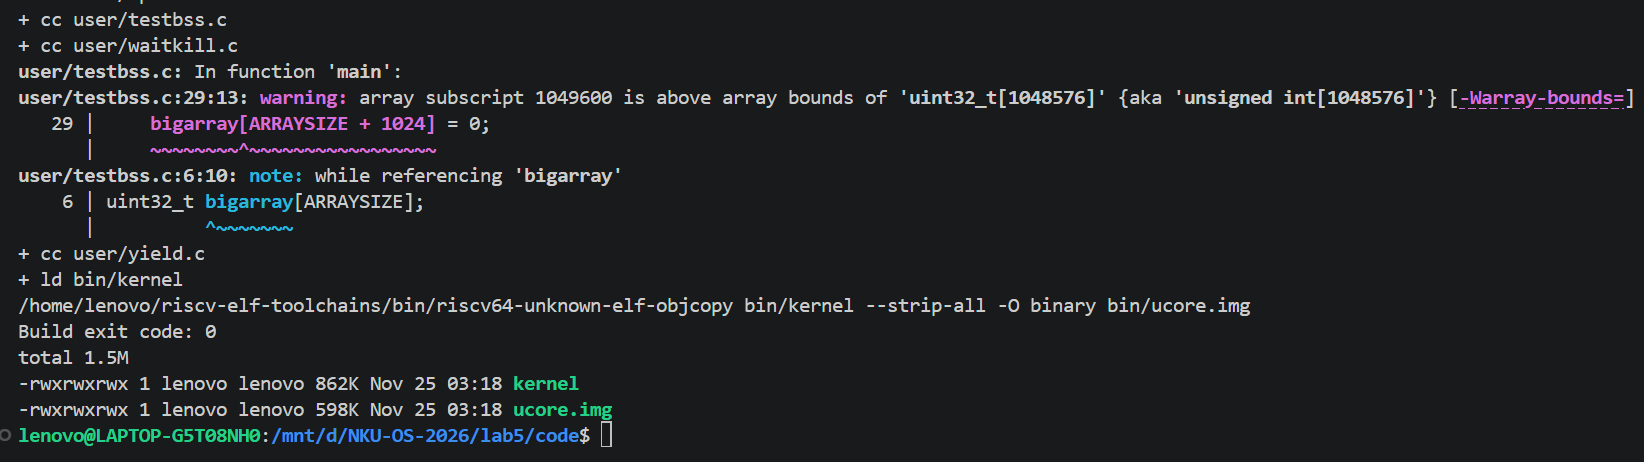 + cc user/testbss.c
+ cc user/waitkill.c
user/testbss.c: In function 'main':
user/testbss.c:29:13: warning: array subscript 1049600 is above array bounds of 'uint32_t[1048576]' {aka 'unsigned int[1048576]'} [-Warray-bounds=]
   29 |     bigarray[ARRAYSIZE + 1024] = 0;
      |     ~~~~~~~~^~~~~~~~~~~~~~~~~~
user/testbss.c:6:10: note: while referencing 'bigarray'
    6 | uint32_t bigarray[ARRAYSIZE];
      |          ^~~~~~~~
+ cc user/yield.c
+ ld bin/kernel
/home/lenovo/riscv-elf-toolchains/bin/riscv64-unknown-elf-objcopy bin/kernel --strip-all -O binary bin/ucore.img
Build exit code: 0
total 1.5M
-rwxrwxrwx 1 lenovo lenovo 862K Nov 25 03:18 kernel
-rwxrwxrwx 1 lenovo lenovo 598K Nov 25 03:18 ucore.img
lenovo@LAPTOP-G5T08NH0:/mnt/d/NKU-OS-2026/lab5/code$